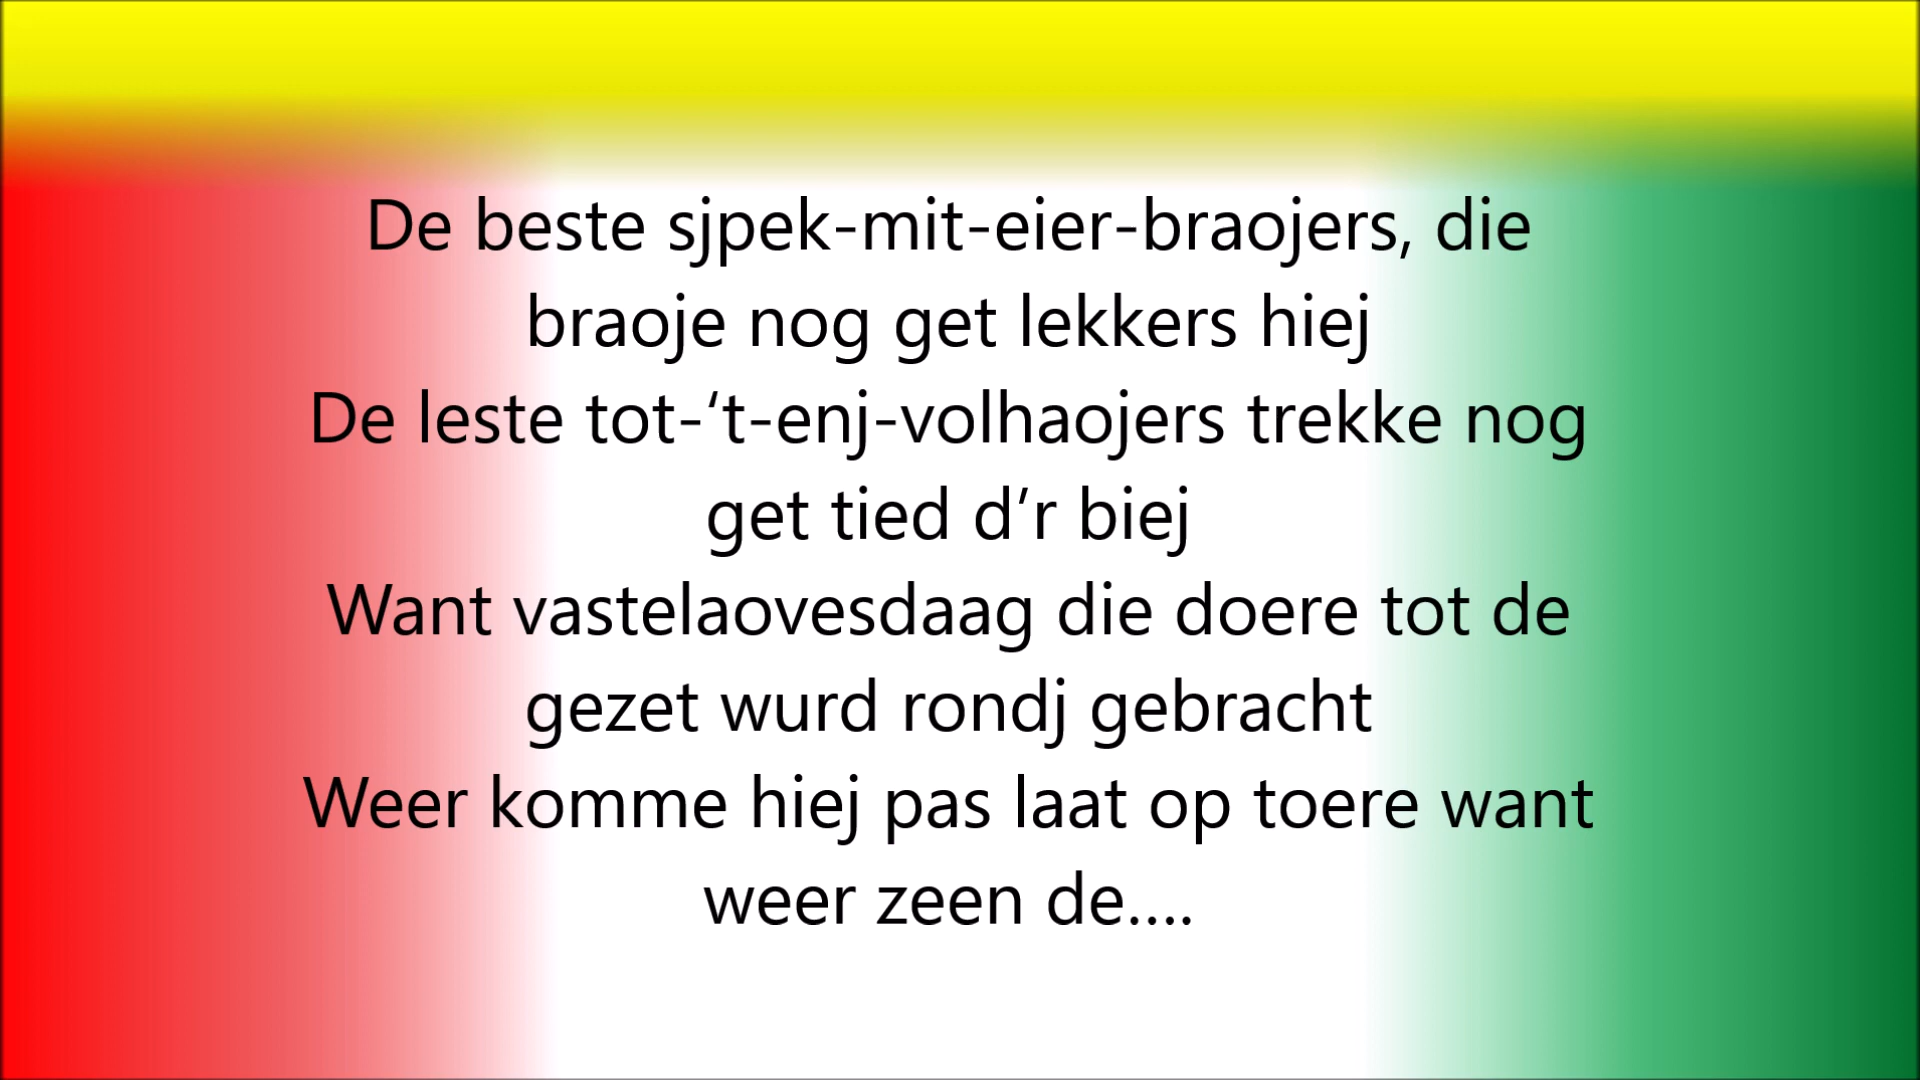 De beste sjpek-mit-eier-braojers, die
braoje nog get lekkers hiej
De leste tot-‘t-enj-volhaojers trekke nog
get tied d’r biej
Want vastelaovesdaag die doere tot de
gezet wurd rondj gebracht
Weer komme hiej pas laat op toere want
weer zeen de....